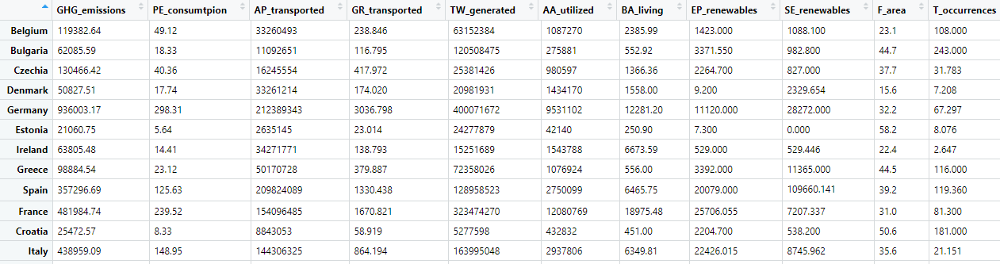 GHG_emissions PE_consumtpion AP_transported GR_transported TW_generated AA_utilized BA_living EP_renewables SE_renewables F_area T_occurrences
Belgium 119382.64 49.12 33260493 238.846 63152384 1087270 2385.99 1423.000 1088.100 23.1 108.000
Bulgaria 62085.59 18.33 11092651 116.795 120508475 275881 552.92 3371.550 982.800 44.7 243.000
Czechia 130466.42 40.36 16245554 417.972 25381426 980597 1366.36 2264.700 827.000 37.7 31.783
Denmark 50827.51 17.74 33261214 174.020 20981931 1434170 1558.00 9.200 2329.654 15.6 7.208
Germany 936003.17 298.31 212389343 3036.798 400071672 9531102 12281.20 11120.000 28272.000 32.2 67.297
Estonia 21060.75 5.64 2635145 23.014 24277879 42140 250.90 7.300 0.000 58.2 8.076
Ireland 63805.48 14.41 34271771 138.793 15251689 1543788 6673.59 529.000 529.446 22.4 2.647
Greece 98884.54 23.12 50170728 379.887 72358026 1076924 556.00 3392.000 11365.000 44.5 116.000
Spain 357296.69 125.63 209824089 1330.438 128958523 2750099 6465.75 20079.000 109660.141 39.2 119.360
France 481984.74 239.52 154096485 1670.821 323474270 12080769 18975.48 25706.055 7207.337 31.0 81.300
Croatia 25472.57 8.33 8843053 58.919 5277598 432832 451.00 2204.700 538.200 50.6 181.000
Italy 438959.09 148.95 144306325 864.194 163995048 2937806 6349.81 22426.015 8745.962 35.6 21.151